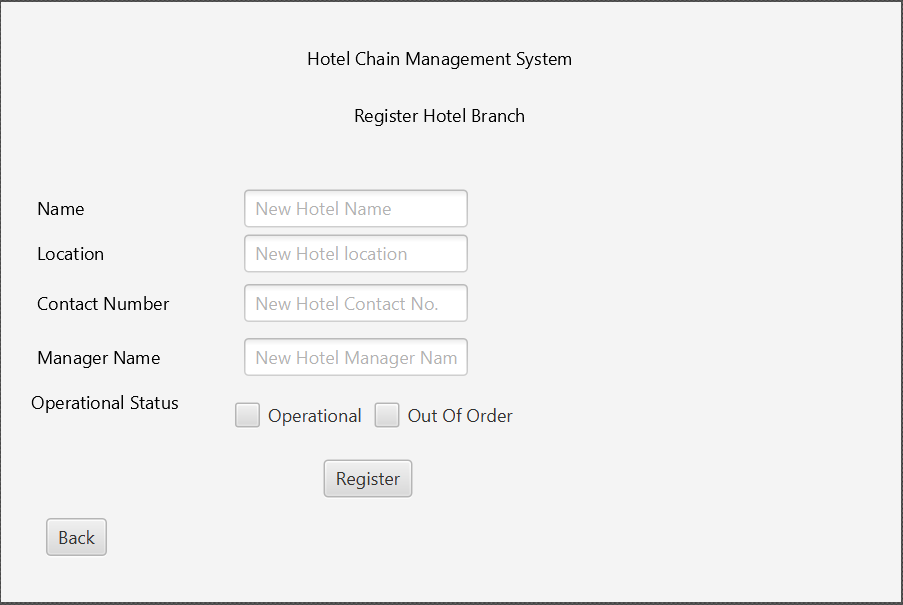 Hotel Chain Management System
Register Hotel Branch
Name New Hotel Name
Location New Hotel location
Contact Number New Hotel Contact No.
Manager Name New Hotel Manager Nam
Operational Status
Operational Out Of Order
Register
Back